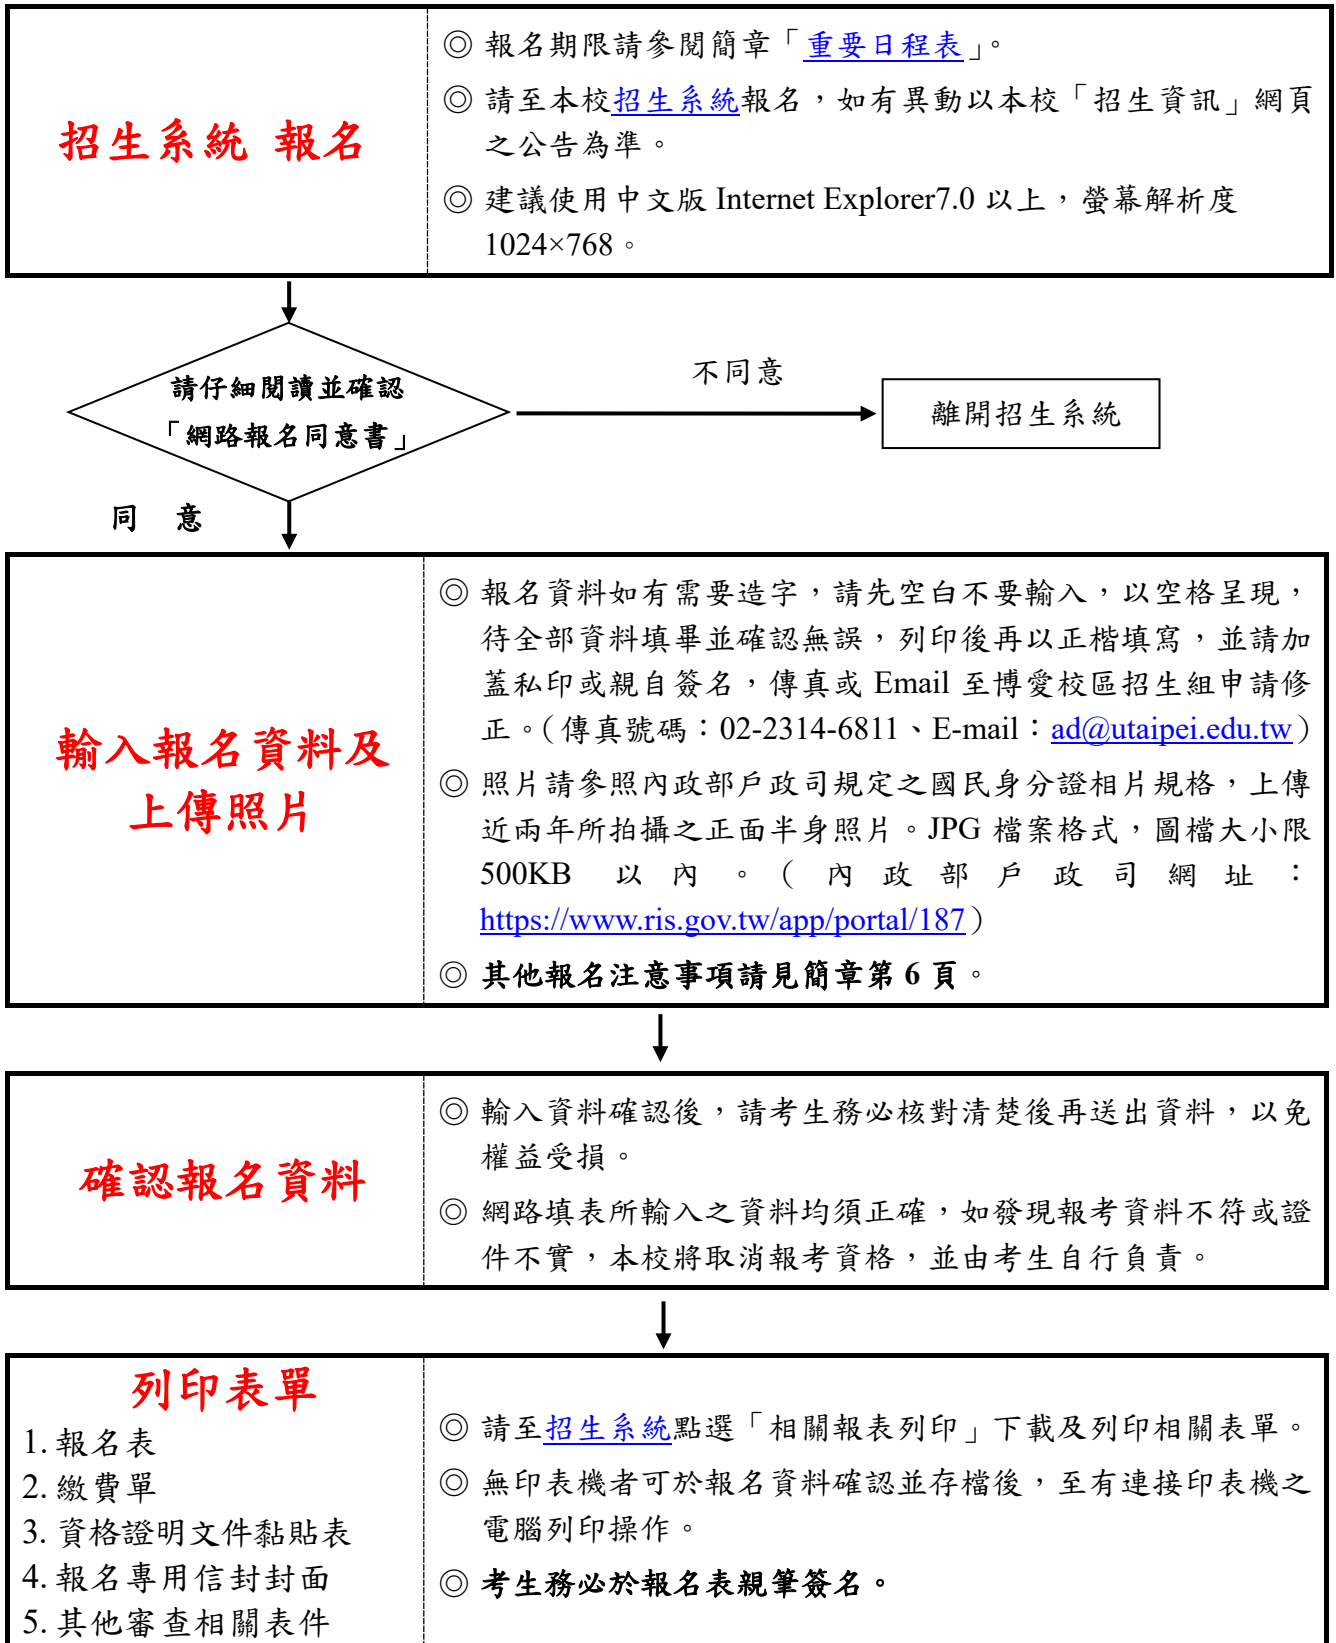 招生系統 報名
◎ 報名期限請參閱簡章「重要日程表」。
◎ 請至本校招生系統報名，如有異動以本校「招生資訊」網頁
之公告為準。
◎ 建議使用中文版 Internet Explorer7.0 以上，螢幕解析度
1024×768。
請仔細閱讀並確認
「網路報名同意書」
不同意
離開招生系統
同 意
輸入報名資料及
上傳照片
◎ 報名資料如有需要造字，請先空白不要輸入，以空格呈現，
待全部資料填畢並確認無誤，列印後再以正楷填寫，並請加
蓋私印或親自簽名，傳真或 Email 至博愛校區招生組申請修
正。（傳真號碼：02-2314-6811、E-mail：ad@utaipei.edu.tw）
◎ 照片請參照內政部戶政司規定之國民身分證相片規格，上傳
近兩年所拍攝之正面半身照片。JPG 檔案格式，圖檔大小限
500KB 以內。（內政部戶政司網址：
https://www.ris.gov.tw/app/portal/187）
◎ 其他報名注意事項請見簡章第 6 頁。
確認報名資料
◎ 輸入資料確認後，請考生務必核對清楚後再送出資料，以免
權益受損。
◎ 網路填表所輸入之資料均須正確，如發現報考資料不符或證
件不實，本校將取消報考資格，並由考生自行負責。
列印表單
1. 報名表
2. 繳費單
3. 資格證明文件黏貼表
4. 報名專用信封封面
5. 其他審查相關表件
◎ 請至招生系統點選「相關報表列印」下載及列印相關表單。
◎ 無印表機者可於報名資料確認並存檔後，至有連接印表機之
電腦列印操作。
◎ 考生務必於報名表親筆簽名。